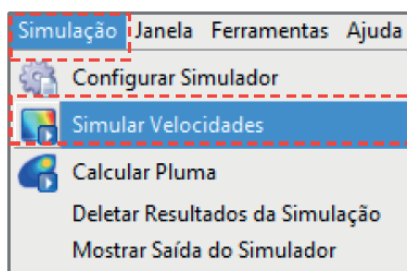 Simulação Janela Ferramentas Ajuda
Configurar Simulador
Simular Velocidades
Calcular Pluma
Deletar Resultados da Simulação
Mostrar Saída do Simulador